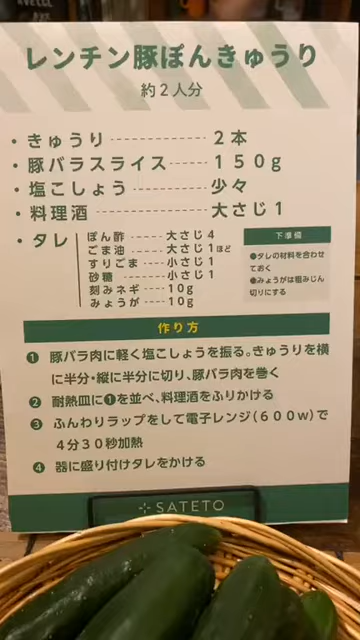 レンチン豚ぽんきゅうり
約2人分
・きゅうり 2本
・豚バラスライス 150g
・塩こしょう 少々
・料理酒 大さじ1
・タレ
ぽん酢 大さじ4
ごま油 大さじ1ほど
すりごま 小さじ1
砂糖 小さじ1
刻みネギ 10g
みょうが 10g
下準備
●タレの材料を合わせ
ておく
●みょうがは粗みじん
切りにする
作り方
❶ 豚バラ肉に軽く塩こしょうを振る。きゅうりを横
に半分・縦に半分に切り、豚バラ肉を巻く
❷ 耐熱皿に❶を並べ、料理酒をふりかける
❸ ふんわりラップをして電子レンジ(600w)で
4分30秒加熱
❹ 器に盛り付けタレをかける
SATETO